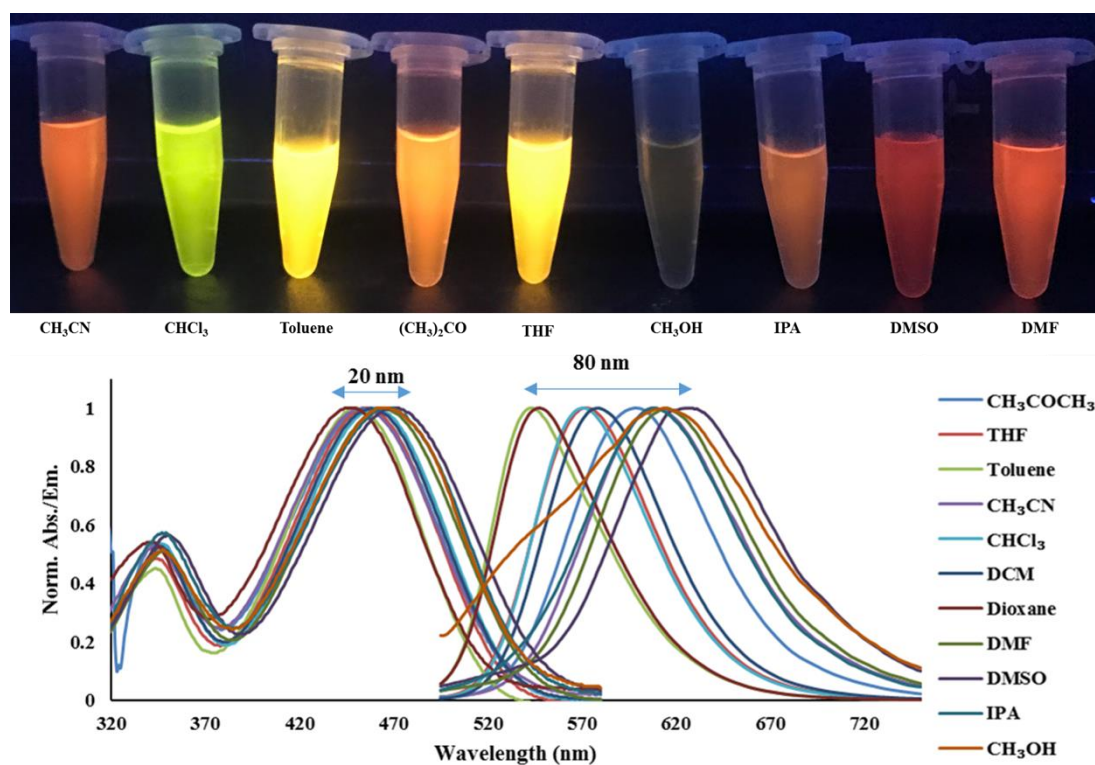 CH₃CN CHCl₃ Toluene (CH₃)₂CO THF CH₃OH IPA DMSO DMF
20 nm 80 nm
Norm. Abs./Em.
1
0.8
0.6
0.4
0.2
0
320 370 420 470 520 570 620 670 720
Wavelength (nm)
CH₃COCH₃
THF
Toluene
CH₃CN
CHCl₃
DCM
Dioxane
DMF
DMSO
IPA
CH₃OH